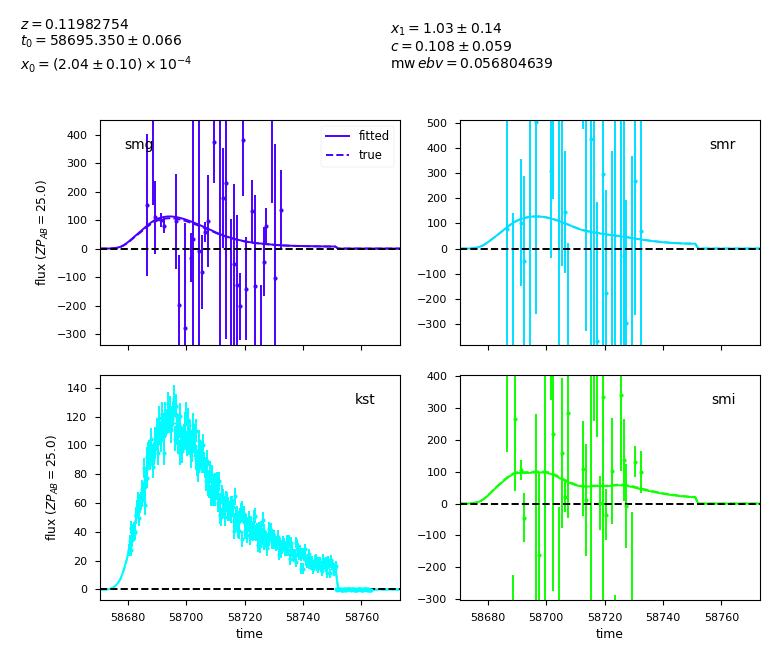 z = 0.11982754
t0 = 58695.350 ± 0.066
x0 = (2.04 ± 0.10) × 10⁻⁴
x1 = 1.03 ± 0.14
c = 0.108 ± 0.059
mwebv = 0.056804639
smg
fitted
true
flux (ZP_AB = 25.0)
400
300
200
100
0
−100
−200
−300
smr
500
400
300
200
100
0
−100
−200
−300
kst
flux (ZP_AB = 25.0)
140
120
100
80
60
40
20
0
58680
58700
58720
58740
58760
time
smi
400
300
200
100
0
−100
−200
−300
58680
58700
58720
58740
58760
time